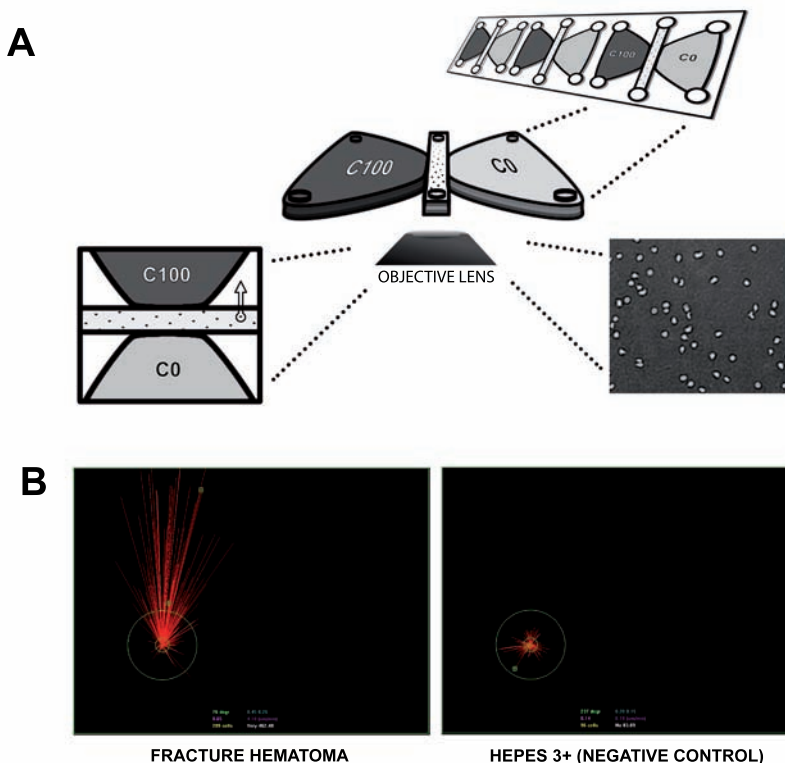 A
C100
C0
C100
C0
OBJECTIVE LENS
C100
C0
B
FRACTURE HEMATOMA
HEPES 3+ (NEGATIVE CONTROL)